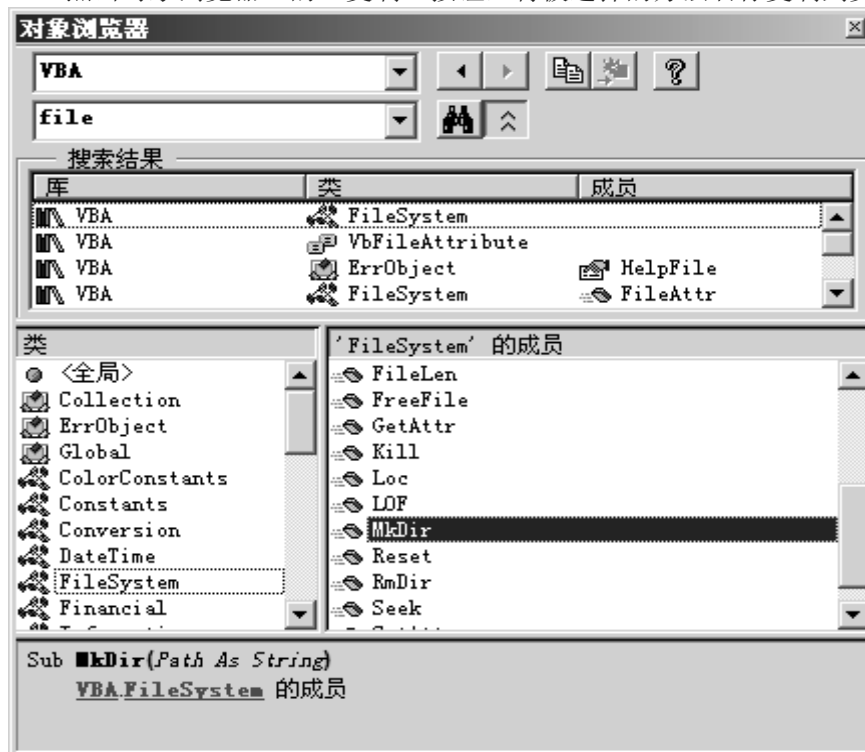 对象浏览器
VBA
file
搜索结果
库 类 成员
VBA FileSystem
VBA VbFileAttribute
VBA ErrObject HelpFile
VBA FileSystem FileAttr
类
<全局>
Collection
ErrObject
Global
ColorConstants
Constants
Conversion
DateTime
FileSystem
Financial
'FileSystem' 的成员
FileLen
FreeFile
GetAttr
Kill
Loc
LOF
MkDir
Reset
RmDir
Seek
Sub MkDir(Path As String)
VBA.FileSystem 的成员